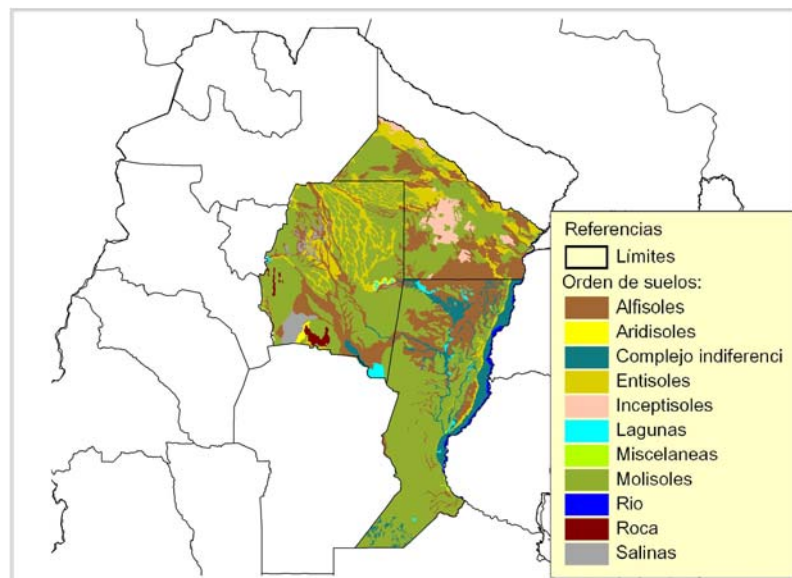 Referencias
Límites
Orden de suelos:
Alfisoles
Aridisoles
Complejo indiferenci
Entisoles
Inceptisoles
Lagunas
Miscelaneas
Molisoles
Rio
Roca
Salinas